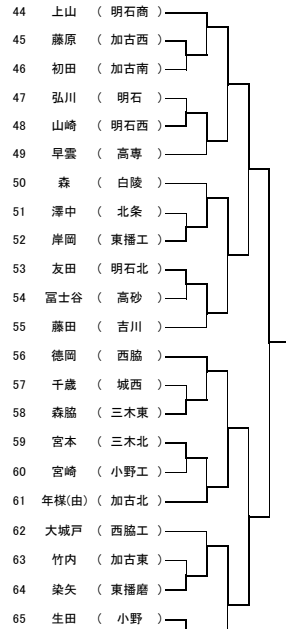 44 上山 ( 明石商 )
45 藤原 ( 加古西 )
46 初田 ( 加古南 )
47 弘川 ( 明石 )
48 山崎 ( 明石西 )
49 早雲 ( 高専 )
50 森 ( 白陵 )
51 澤中 ( 北条 )
52 岸岡 ( 東播工 )
53 友田 ( 明石北 )
54 冨士谷 ( 高砂 )
55 藤田 ( 吉川 )
56 徳岡 ( 西脇 )
57 千歳 ( 城西 )
58 森脇 ( 三木東 )
59 宮本 ( 三木北 )
60 宮崎 ( 小野工 )
61 年楳(由) ( 加古北 )
62 大城戸 ( 西脇工 )
63 竹内 ( 加古東 )
64 染矢 ( 東播磨 )
65 生田 ( 小野 )